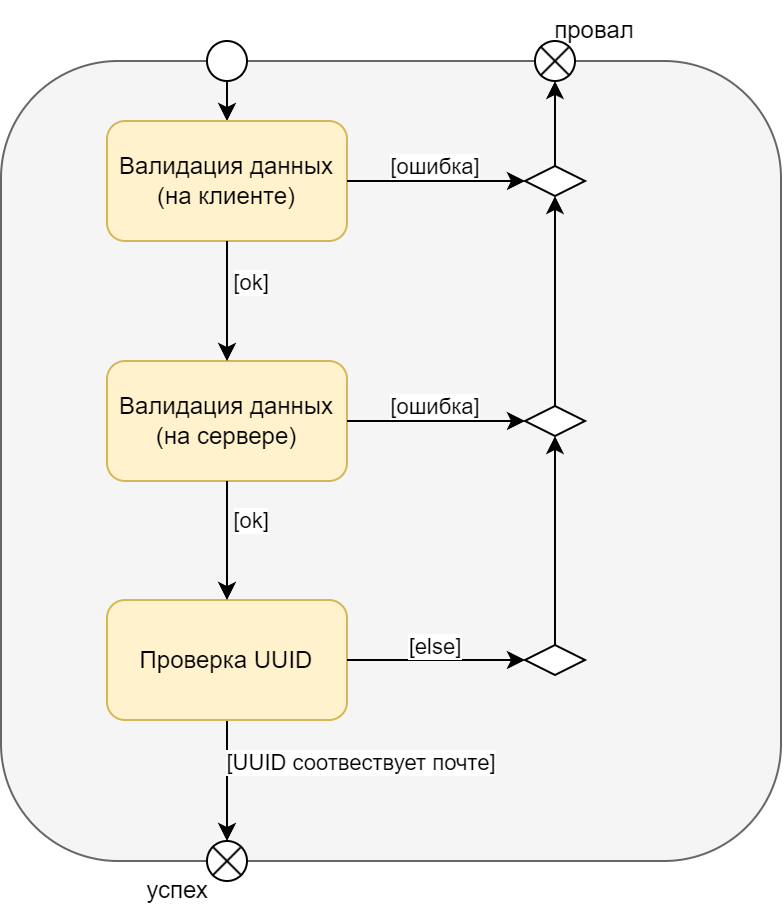 провал
Валидация данных
(на клиенте)
[ошибка]
[ok]
Валидация данных
(на сервере)
[ошибка]
[ok]
Проверка UUID
[else]
[UUID соотвествует почте]
успех